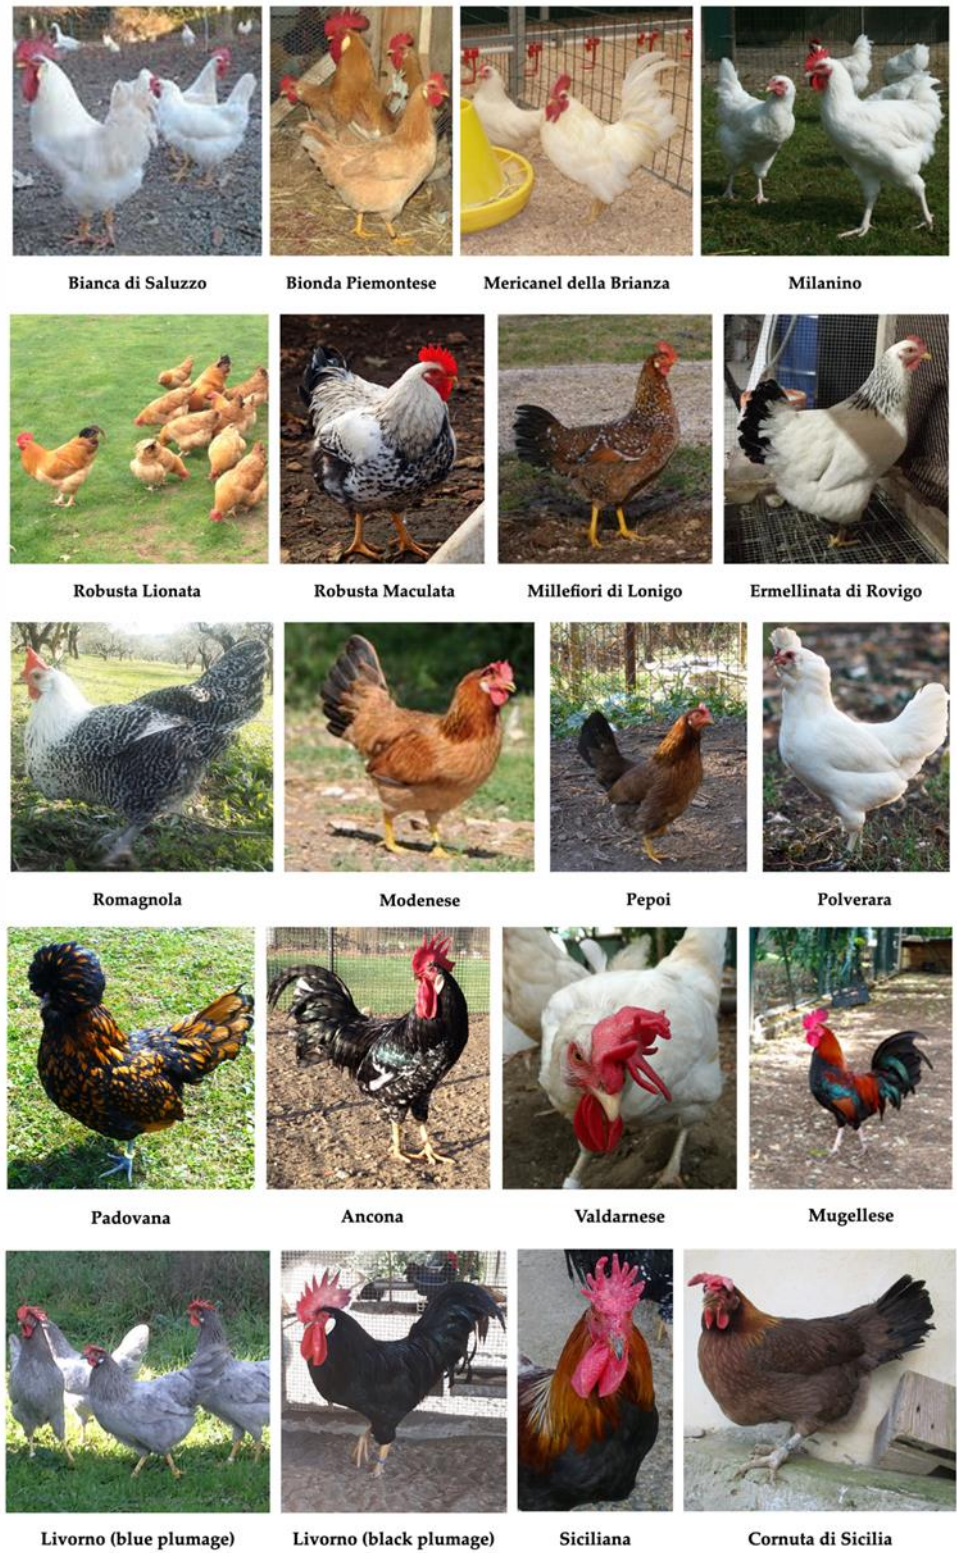 Bianca di Saluzzo
Bionda Piemontese
Mericanel della Brianza
Milanino
Robusta Lionata
Robusta Maculata
Millefiori di Lonigo
Ermellinata di Rovigo
Romagnola
Modenese
Pepoi
Polverara
Padovana
Ancona
Valdarnese
Mugellese
Livorno (blue plumage)
Livorno (black plumage)
Siciliana
Cornuta di Sicilia